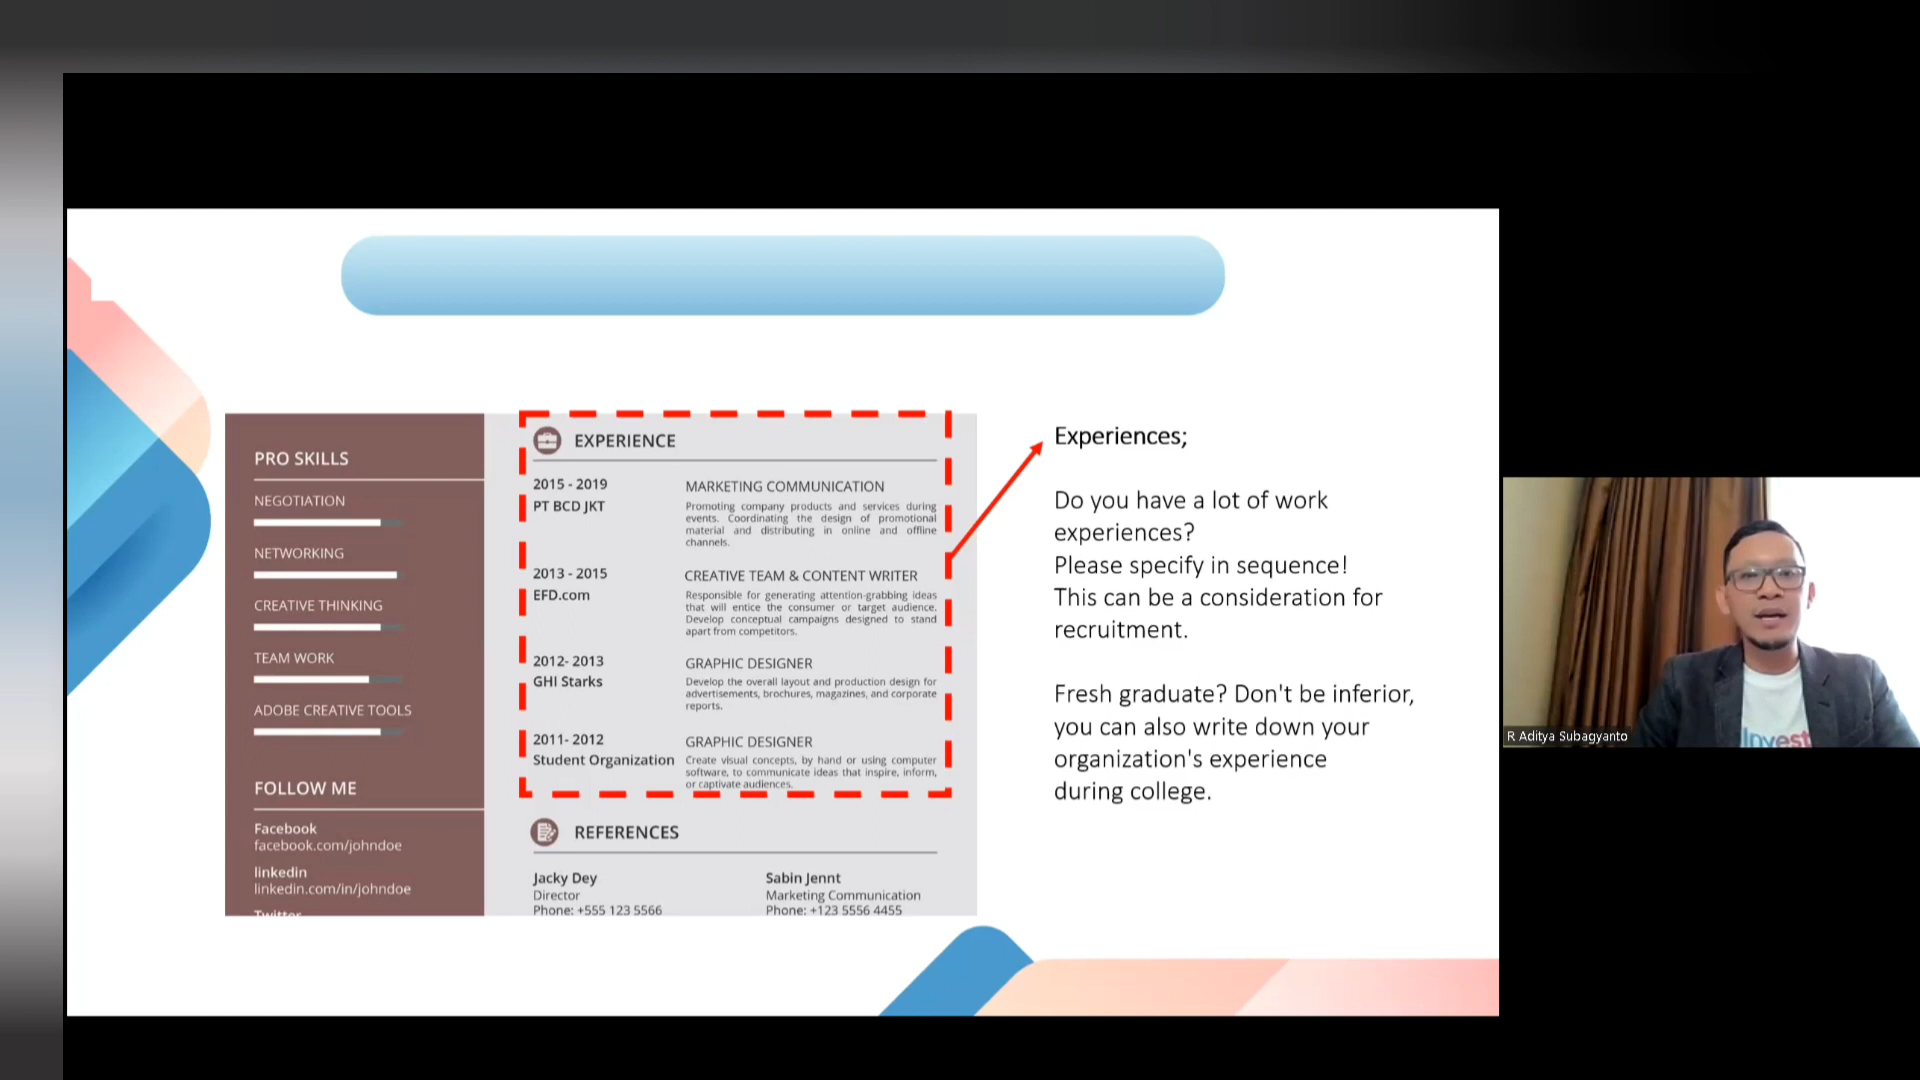 PRO SKILLS
NEGOTIATION
NETWORKING
CREATIVE THINKING
TEAM WORK
ADOBE CREATIVE TOOLS
FOLLOW ME
Facebook
facebook.com/johndoe
linkedin
linkedin.com/in/johndoe
Twitter
EXPERIENCE
2015 - 2019
PT BCD JKT
MARKETING COMMUNICATION
Promoting company products and services during
events. Coordinating the design of promotional
material and distributing in online and offline
channels.
2013 - 2015
EFD.com
CREATIVE TEAM & CONTENT WRITER
Responsible for generating attention-grabbing ideas
that will entice the consumer or target audience.
Develop conceptual campaigns designed to stand
apart from competitors.
2012- 2013
GHI Starks
GRAPHIC DESIGNER
Develop the overall layout and production design for
advertisements, brochures, magazines, and corporate
reports.
2011- 2012
Student Organization
GRAPHIC DESIGNER
Create visual concepts, by hand or using computer
software, to communicate ideas that inspire, inform,
or captivate audiences.
REFERENCES
Jacky Dey
Director
Phone: +555 123 5566
Sabin Jennt
Marketing Communication
Phone: +123 5556 4455
Experiences;
Do you have a lot of work
experiences?
Please specify in sequence!
This can be a consideration for
recruitment.
Fresh graduate? Don't be inferior,
you can also write down your
organization's experience
during college.
Invest
R Aditya Subagyanto